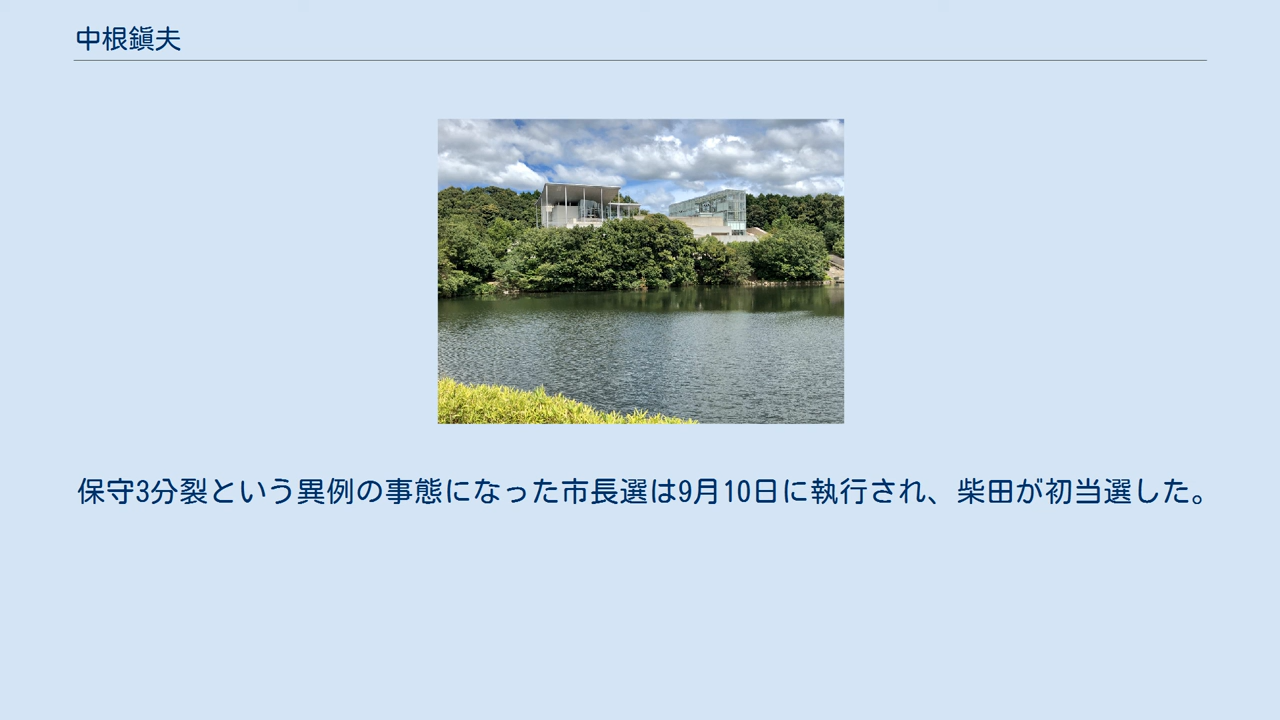 中根鎭夫
保守3分裂という異例の事態になった市長選は9月10日に執行され、柴田が初当選した。